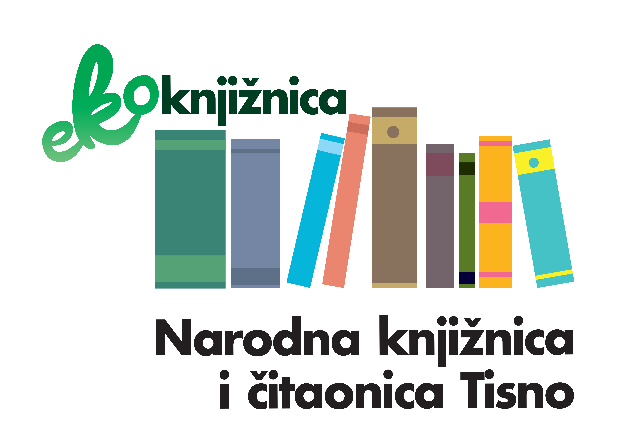 ekoknjižnica
Narodna knjižnica
i čitaonica Tisno